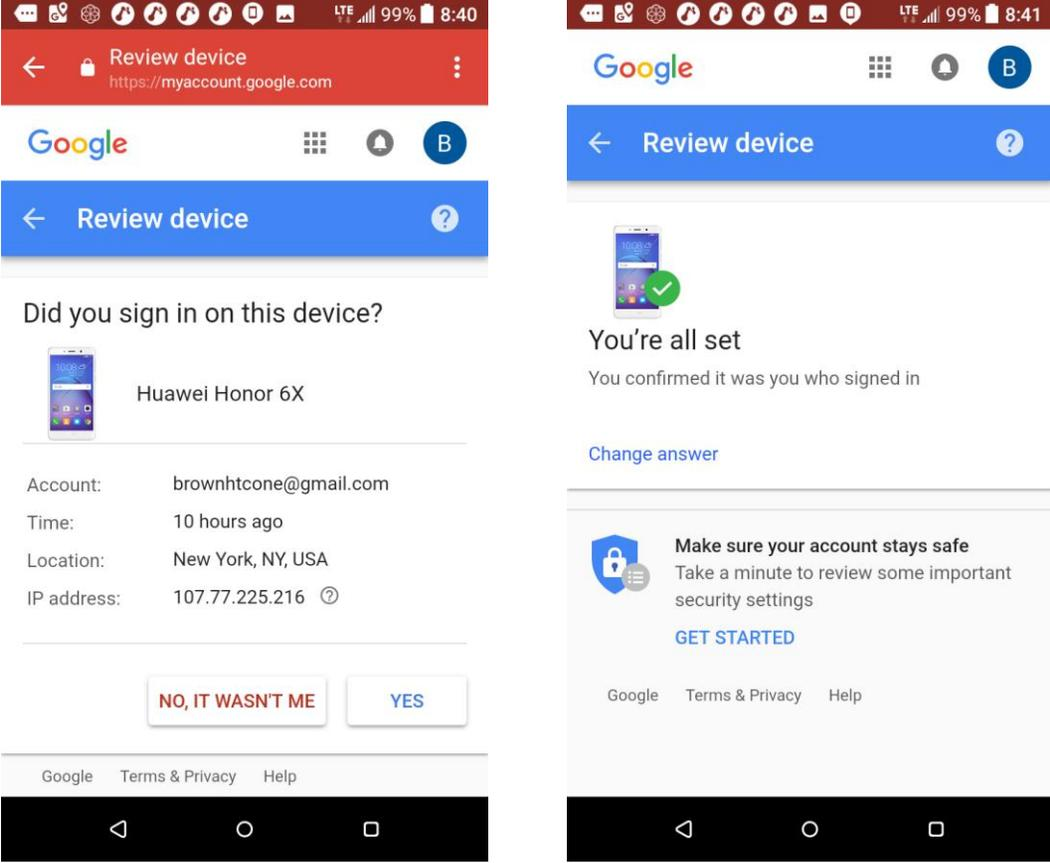 LTE 99% 8:40
Review device
https://myaccount.google.com
Google B
Review device ?
Did you sign in on this device?
10:08
Huawei Honor 6X
Account: brownhtcone@gmail.com
Time: 10 hours ago
Location: New York, NY, USA
IP address: 107.77.225.216 ?
NO, IT WASN'T ME YES
Google Terms & Privacy Help
LTE 99% 8:41
Google B
Review device ?
10:08
You’re all set
You confirmed it was you who signed in
Change answer
Make sure your account stays safe
Take a minute to review some important
security settings
GET STARTED
Google Terms & Privacy Help